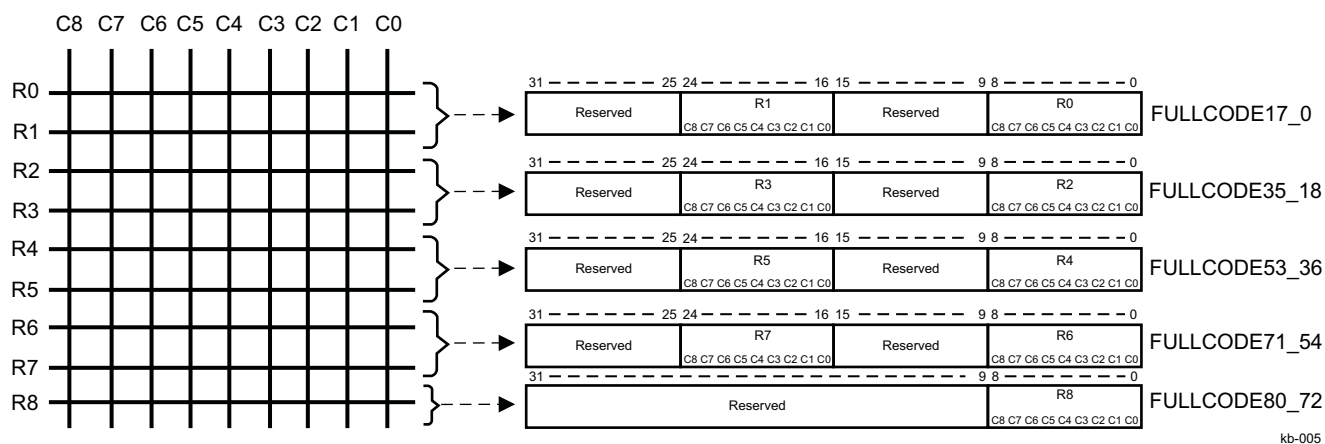 C8 C7 C6 C5 C4 C3 C2 C1 C0
R0
R1
R2
R3
R4
R5
R6
R7
R8
31 25 24 16 15 9 8 0
Reserved R1 Reserved R0 FULLCODE17_0
C8 C7 C6 C5 C4 C3 C2 C1 C0 C8 C7 C6 C5 C4 C3 C2 C1 C0
31 25 24 16 15 9 8 0
Reserved R3 Reserved R2 FULLCODE35_18
C8 C7 C6 C5 C4 C3 C2 C1 C0 C8 C7 C6 C5 C4 C3 C2 C1 C0
31 25 24 16 15 9 8 0
Reserved R5 Reserved R4 FULLCODE53_36
C8 C7 C6 C5 C4 C3 C2 C1 C0 C8 C7 C6 C5 C4 C3 C2 C1 C0
31 25 24 16 15 9 8 0
Reserved R7 Reserved R6 FULLCODE71_54
C8 C7 C6 C5 C4 C3 C2 C1 C0 C8 C7 C6 C5 C4 C3 C2 C1 C0
31 9 8 0
Reserved R8 FULLCODE80_72
C8 C7 C6 C5 C4 C3 C2 C1 C0
kb-005